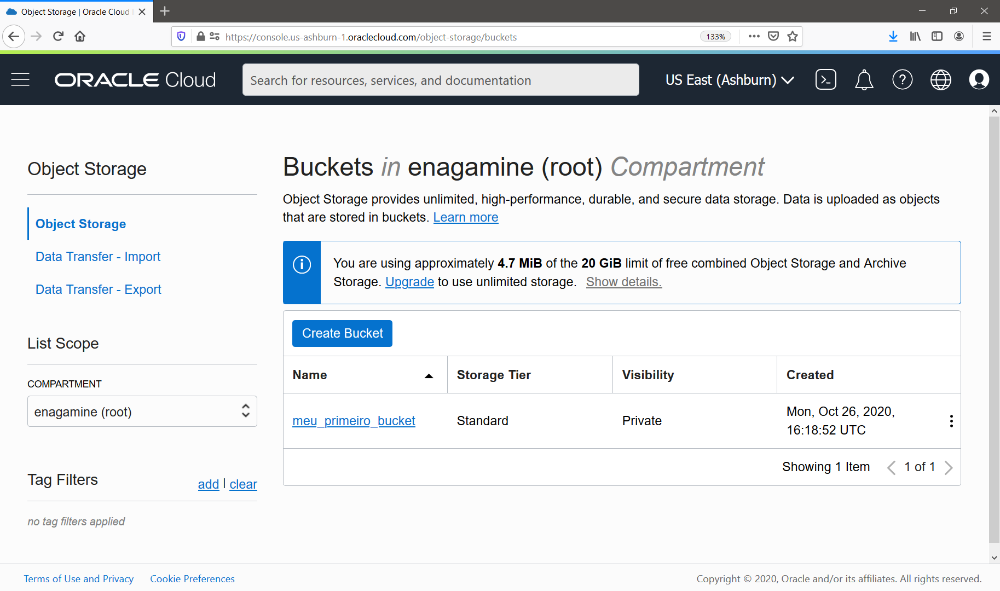 Object Storage | Oracle Cloud
https://console.us-ashburn-1.oraclecloud.com/object-storage/buckets
133%
ORACLE Cloud
Search for resources, services, and documentation
US East (Ashburn)
Object Storage
Object Storage
Data Transfer - Import
Data Transfer - Export
List Scope
COMPARTMENT
enagamine (root)
Tag Filters
add | clear
no tag filters applied
Buckets in enagamine (root) Compartment
Object Storage provides unlimited, high-performance, durable, and secure data storage. Data is uploaded as objects
that are stored in buckets. Learn more
You are using approximately 4.7 MiB of the 20 GiB limit of free combined Object Storage and Archive
Storage. Upgrade to use unlimited storage. Show details.
Create Bucket
Name Storage Tier Visibility Created
meu_primeiro_bucket Standard Private Mon, Oct 26, 2020,
16:18:52 UTC
Showing 1 Item 1 of 1
Terms of Use and Privacy Cookie Preferences
Copyright © 2020, Oracle and/or its affiliates. All rights reserved.